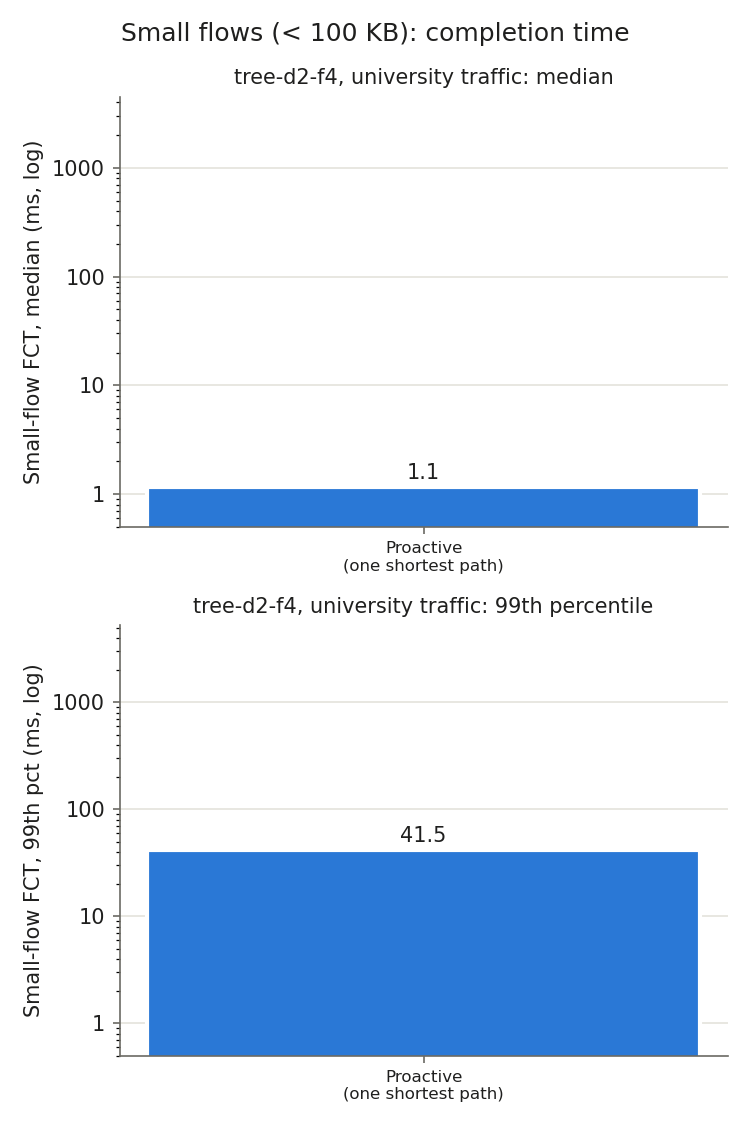 Small flows (< 100 KB): completion time
tree-d2-f4, university traffic: median
Small-flow FCT, median (ms, log)
1000
100
10
1
1.1
Proactive
(one shortest path)
tree-d2-f4, university traffic: 99th percentile
Small-flow FCT, 99th pct (ms, log)
1000
100
10
1
41.5
Proactive
(one shortest path)